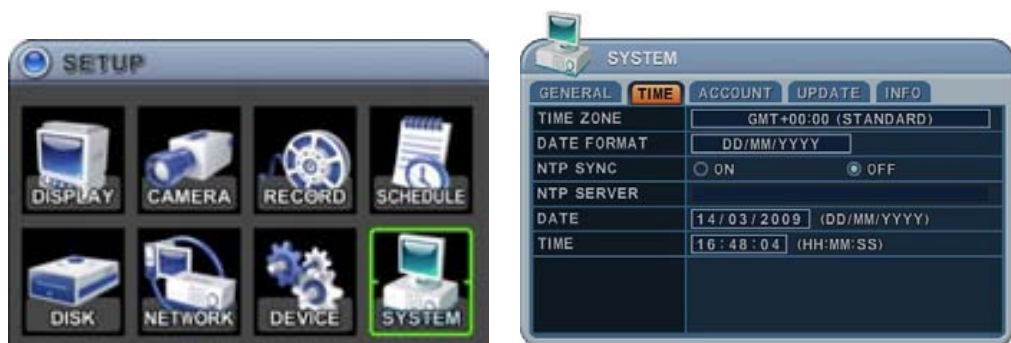 SETUP
DISPLAY CAMERA RECORD SCHEDULE
DISK NETWORK DEVICE SYSTEM
SYSTEM
GENERAL TIME ACCOUNT UPDATE INFO
TIME ZONE GMT+00:00 (STANDARD)
DATE FORMAT DD/MM/YYYY
NTP SYNC ON OFF
NTP SERVER
DATE 14/03/2009 (DD/MM/YYYY)
TIME 16:48:04 (HH:MM:SS)